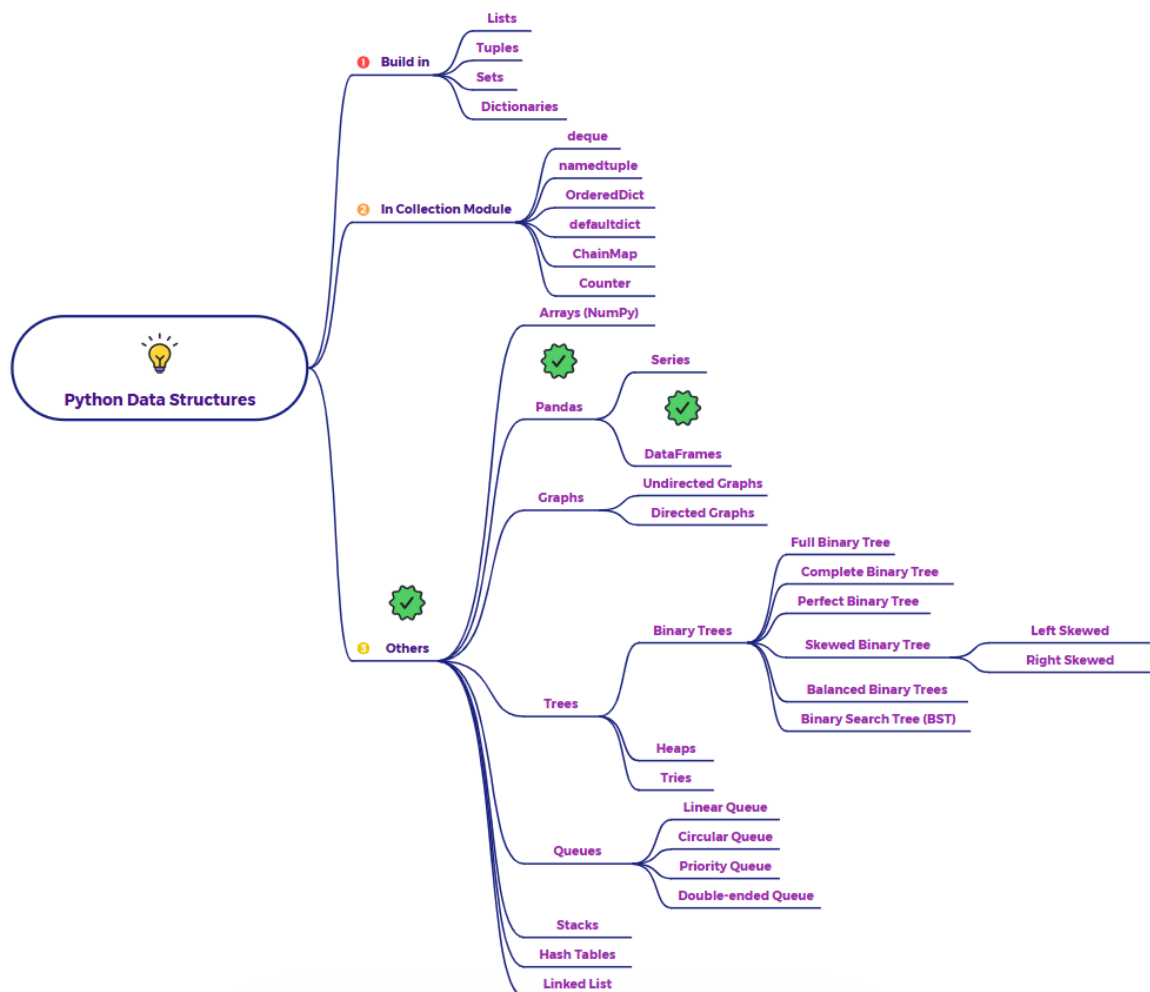 Python Data Structures
1 Build in
Lists
Tuples
Sets
Dictionaries
2 In Collection Module
deque
namedtuple
OrderedDict
defaultdict
ChainMap
Counter
3 Others
Arrays (NumPy)
Pandas
Series
DataFrames
Graphs
Undirected Graphs
Directed Graphs
Trees
Binary Trees
Full Binary Tree
Complete Binary Tree
Perfect Binary Tree
Skewed Binary Tree
Left Skewed
Right Skewed
Balanced Binary Trees
Binary Search Tree (BST)
Heaps
Tries
Queues
Linear Queue
Circular Queue
Priority Queue
Double-ended Queue
Stacks
Hash Tables
Linked List